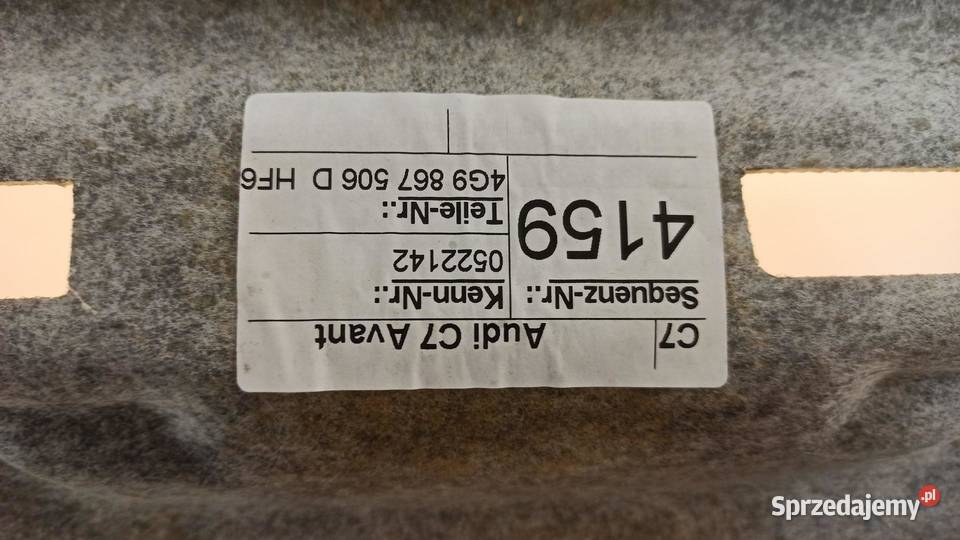 C7 Audi C7 Avant
Sequenz-Nr.: Kenn-Nr.:
4159 0522142
Teile-Nr.:
4G9 867 506 D HF6
Sprzedajemy.pl